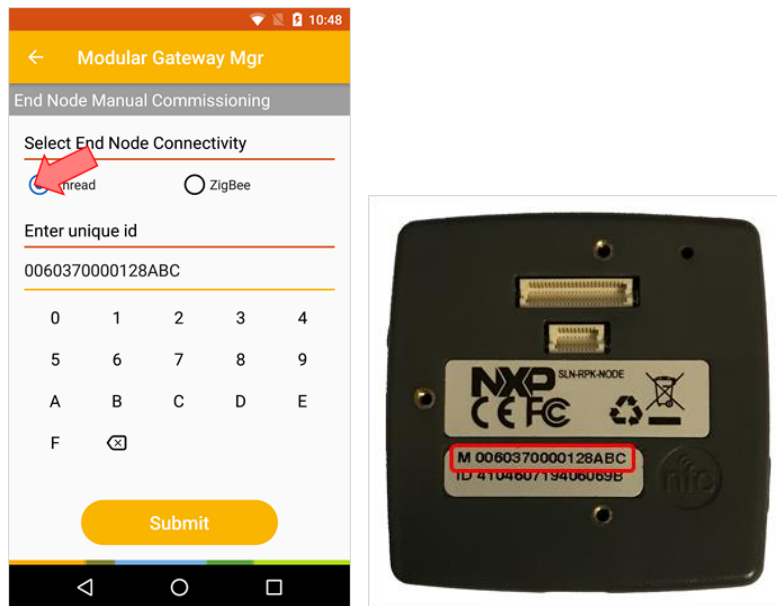 10:48
Modular Gateway Mgr
End Node Manual Commissioning
Select End Node Connectivity
Thread ZigBee
Enter unique id
0060370000128ABC
0 1 2 3 4
5 6 7 8 9
A B C D E
F
Submit
NXP SLN-RPK-NODE
CE FC
M 0060370000128ABC
ID 410460719406069B
nfc